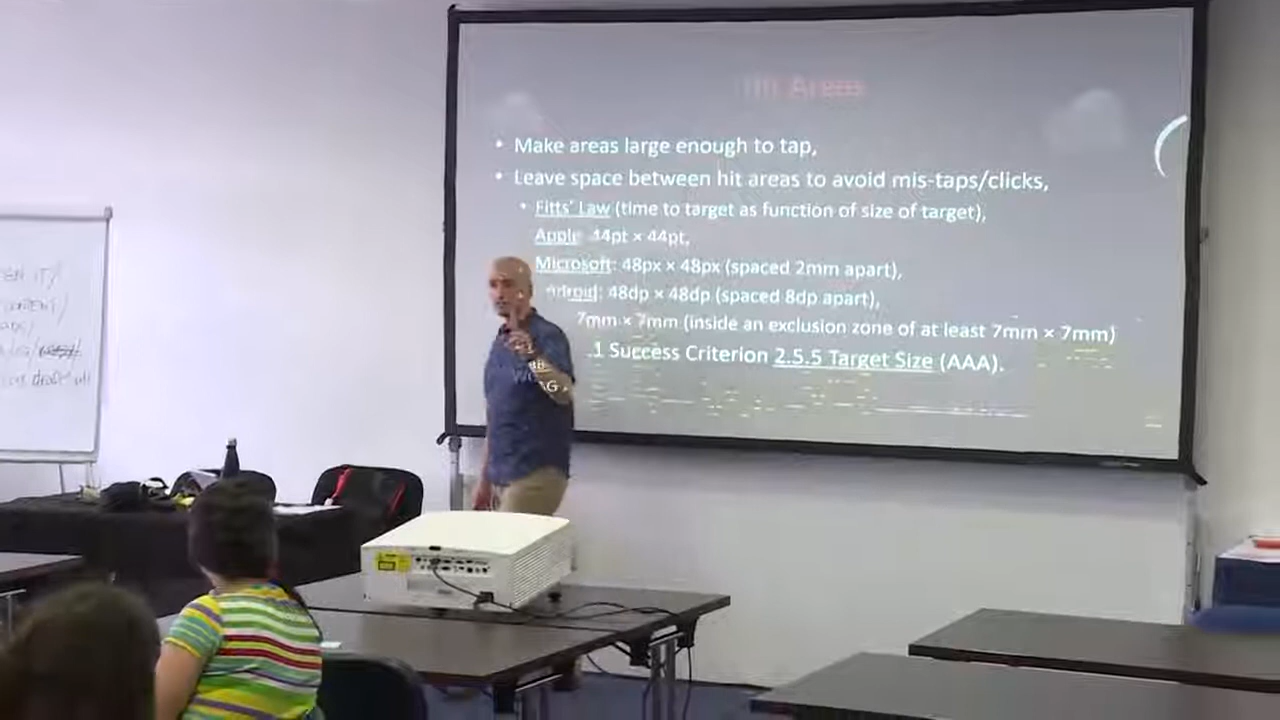 Hit Areas
• Make areas large enough to tap,
• Leave space between hit areas to avoid mis-taps/clicks,
• Fitts' Law (time to target as function of size of target),
Apple: 44pt × 44pt,
Microsoft: 48px × 48px (spaced 2mm apart),
ndroid: 48dp × 48dp (spaced 8dp apart),
7mm × 7mm (inside an exclusion zone of at least 7mm × 7mm)
.1 Success Criterion 2.5.5 Target Size (AAA).